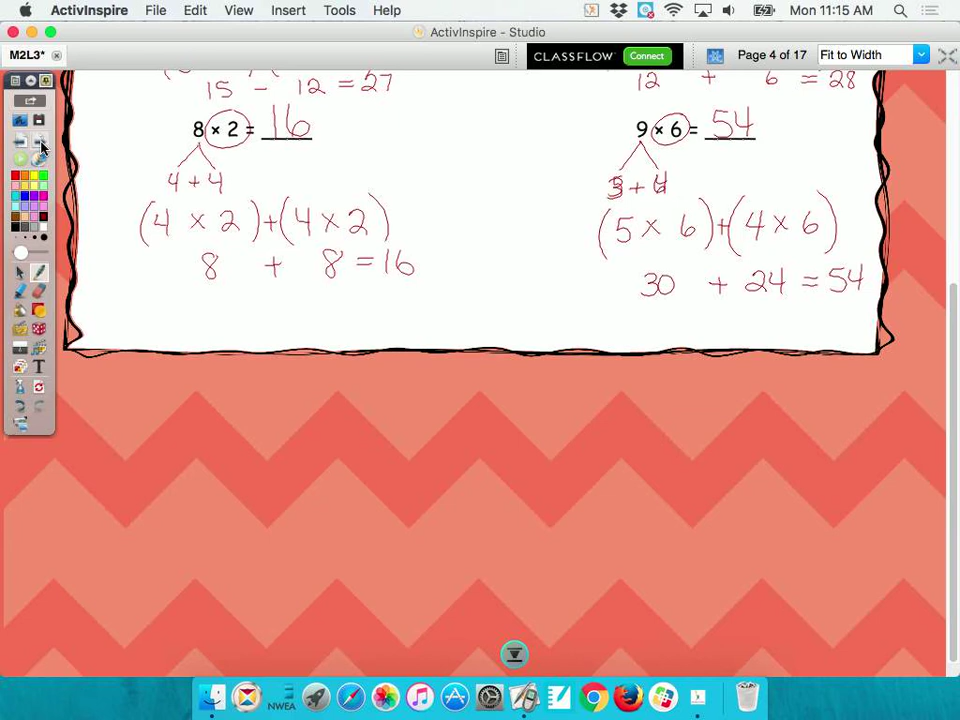 ActivInspire File Edit View Insert Tools Help Mon 11:15 AM
ActivInspire - Studio
M2L3* CLASSFLOW Connect Page 4 of 17 Fit to Width
15 - 12 = 27 12 + 6 = 28
8 × 2 = 16 9 × 6 = 54
4 + 4
(4 × 2) + (4 × 2) (5 × 6) + (4 × 6)
8 + 8 = 16 30 + 24 = 54
T
NWEA